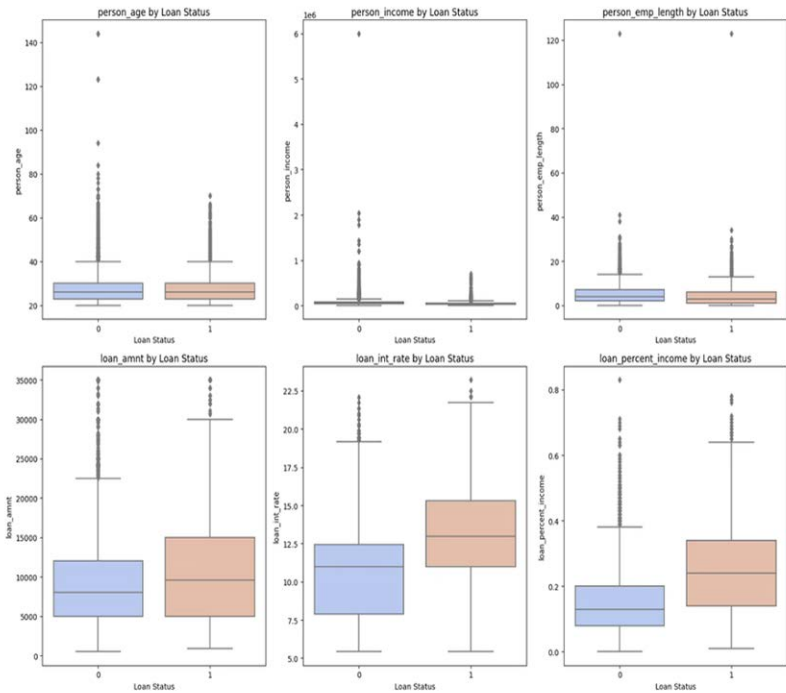 person_age by Loan Status
140
120
100
80
60
40
20
person_age
0 1
Loan Status
person_income by Loan Status
1e6
6
5
4
3
2
1
0
person_income
0 1
Loan Status
person_emp_length by Loan Status
120
100
80
60
40
20
0
person_emp_length
0 1
Loan Status
loan_amnt by Loan Status
35000
30000
25000
20000
15000
10000
5000
0
loan_amnt
0 1
Loan Status
loan_int_rate by Loan Status
22.5
20.0
17.5
15.0
12.5
10.0
7.5
5.0
loan_int_rate
0 1
Loan Status
loan_percent_income by Loan Status
0.8
0.6
0.4
0.2
0.0
loan_percent_income
0 1
Loan Status